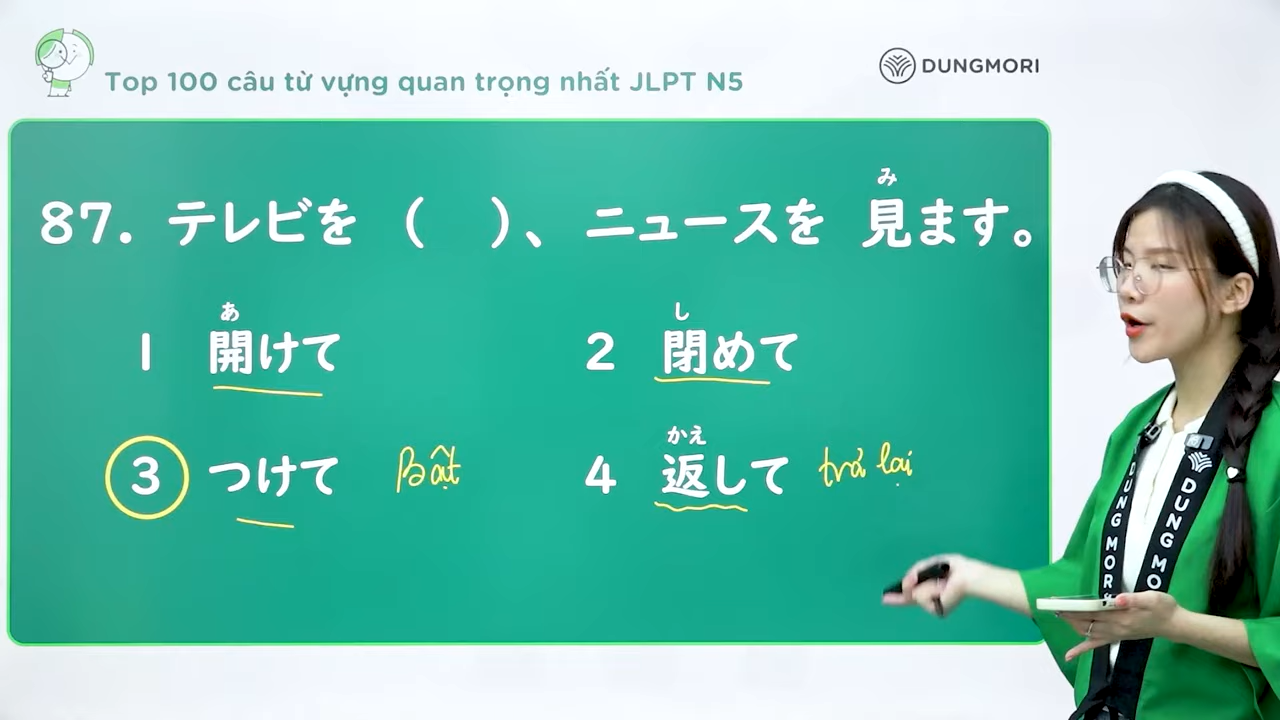 Top 100 câu từ vựng quan trọng nhất JLPT N5
DUNGMORI
み
87. テレビを ( )、ニュースを 見ます。
あ
1 開けて
し
2 閉めて
3 つけて Bật
かえ
4 返して trả lại
DUNG MORI
DUNG MO